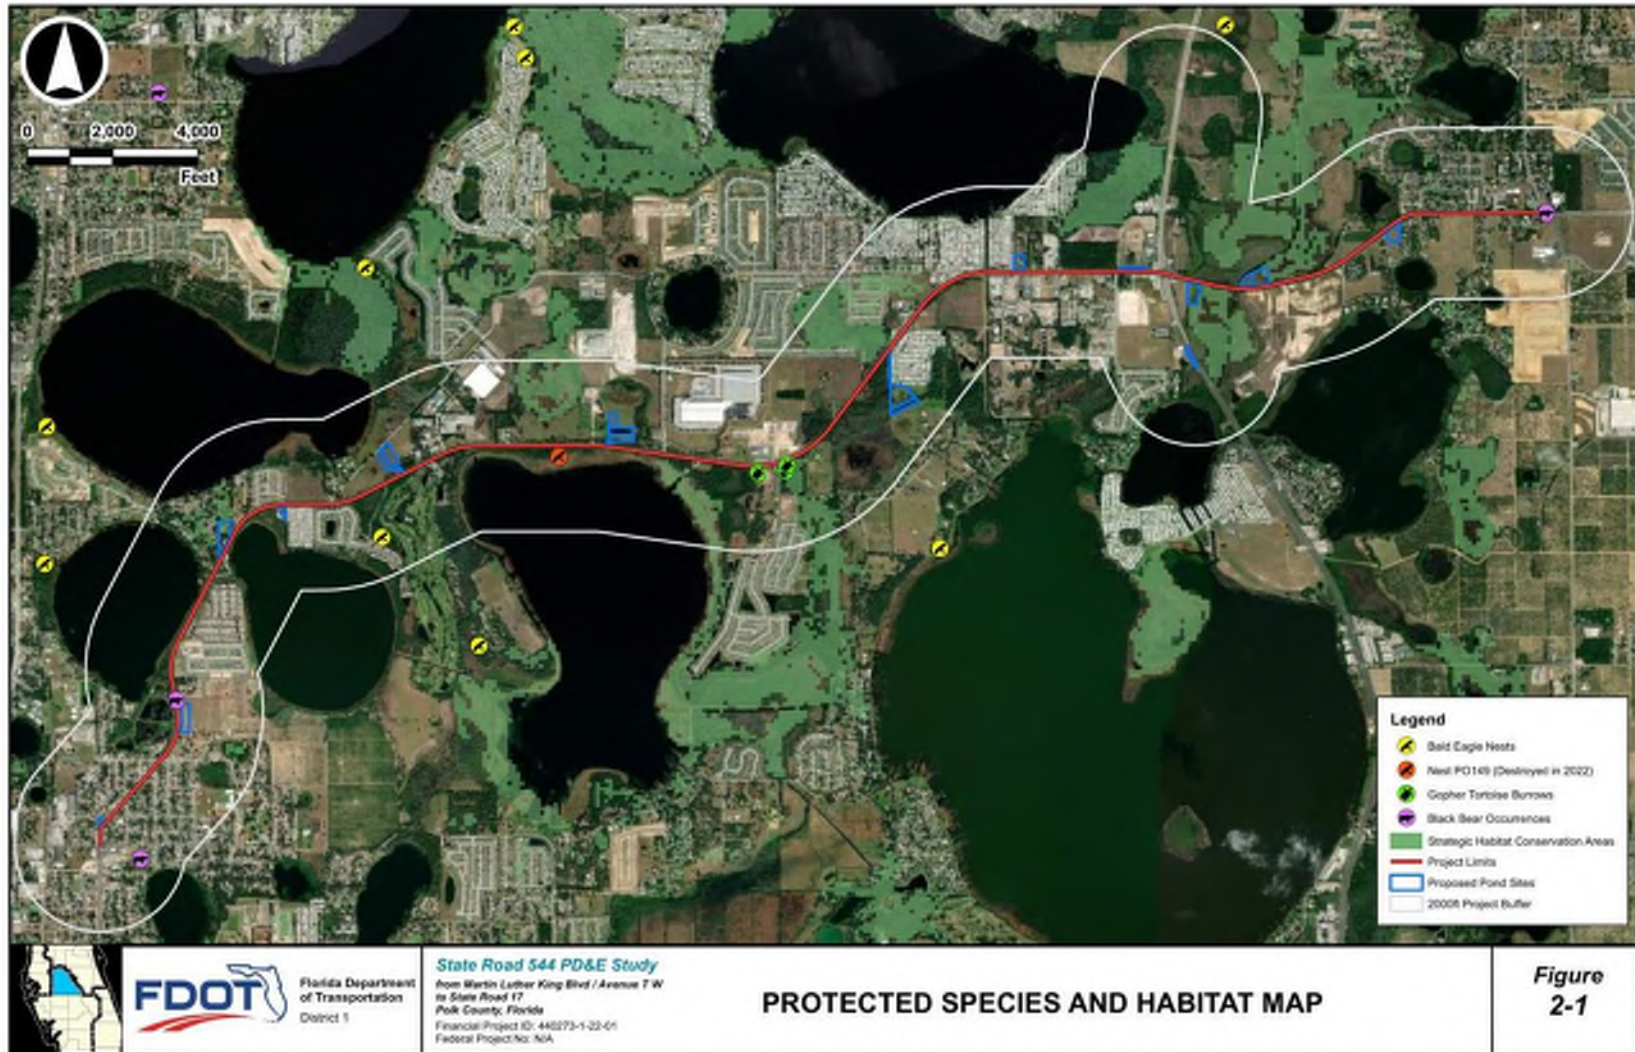 0 2,000 4,000
Feet
Legend
Bald Eagle Nests
Nest PO149 (Destroyed in 2022)
Gopher Tortoise Burrows
Black Bear Occurrences
Strategic Habitat Conservation Areas
Project Limits
Proposed Pond Sites
2000ft Project Buffer
FDOT
Florida Department
of Transportation
District 1
State Road 544 PD&E Study
from Martin Luther King Blvd / Avenue T W
to State Road 17
Polk County, Florida
Financial Project ID: 440273-1-22-01
Federal Project No: N/A
PROTECTED SPECIES AND HABITAT MAP
Figure
2-1